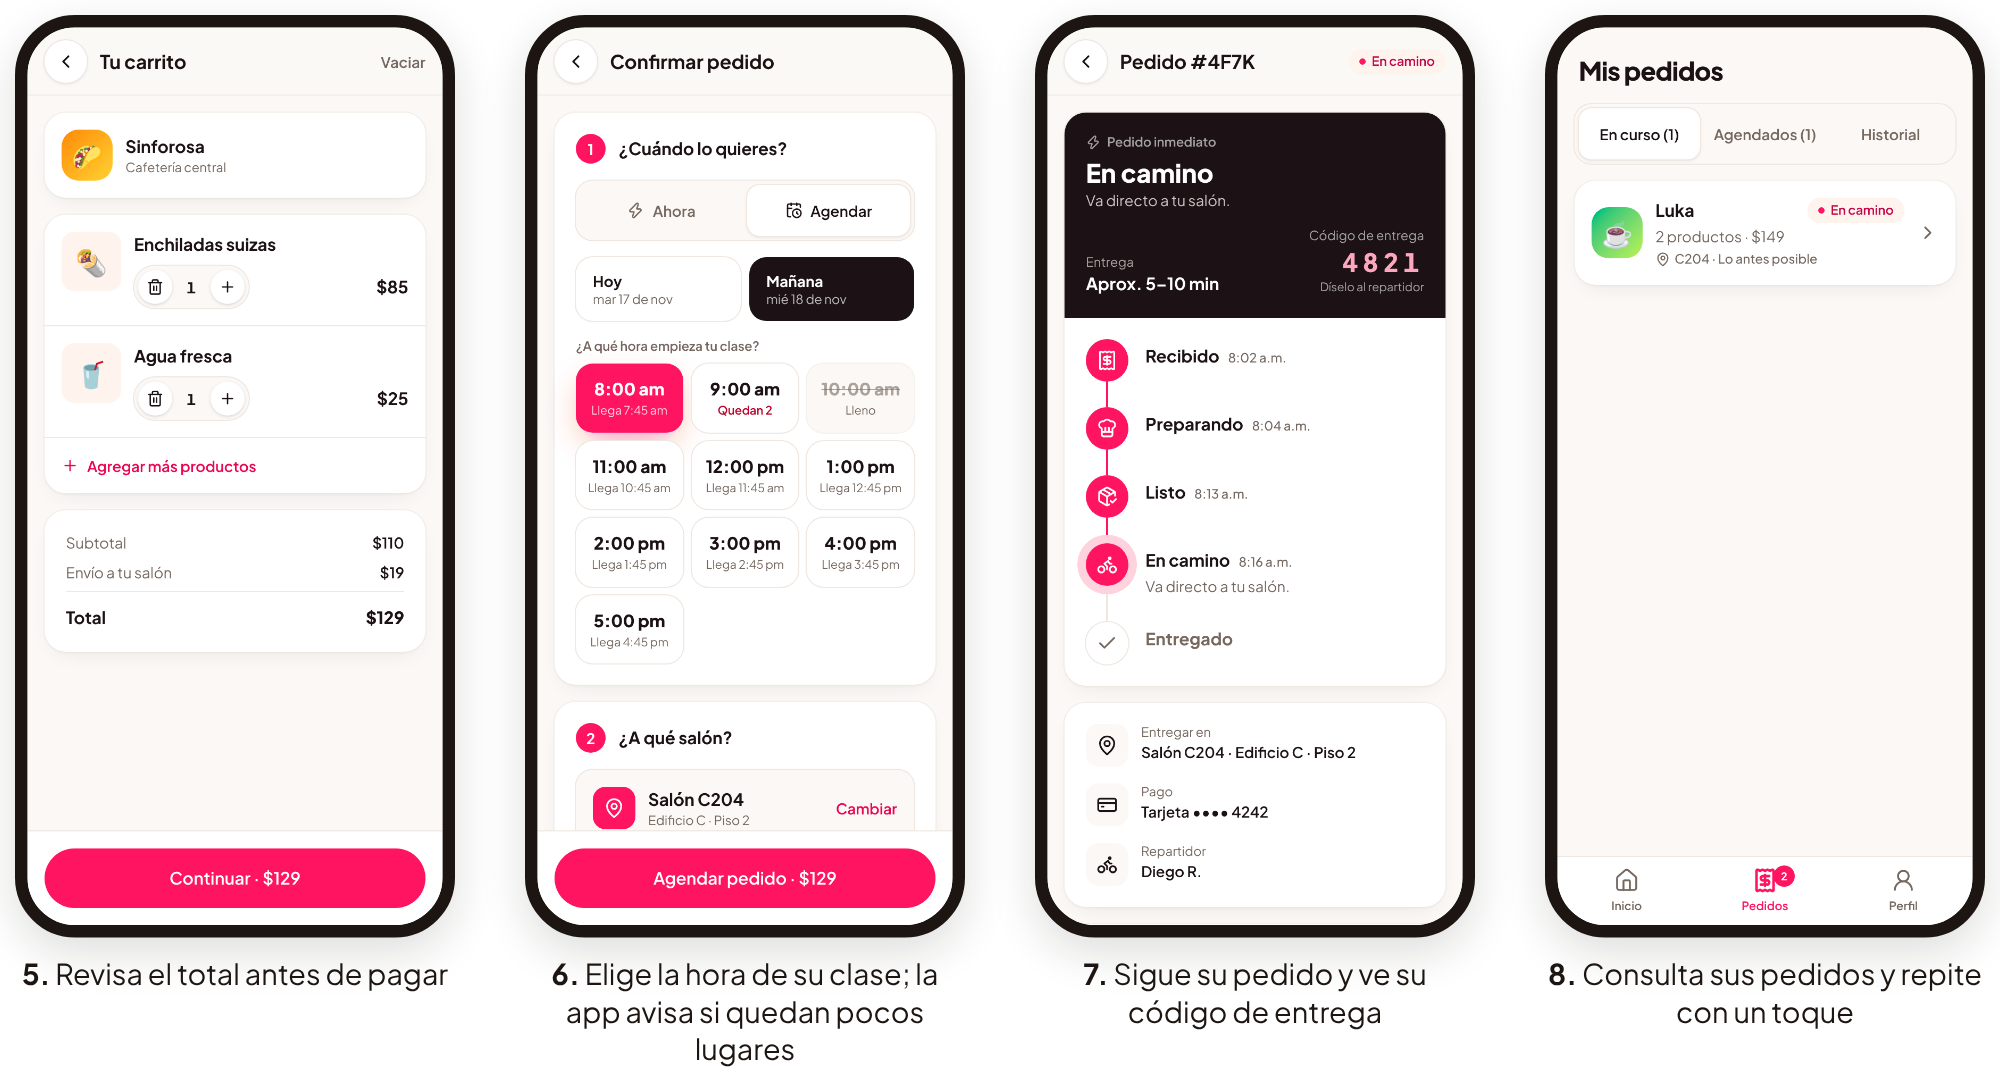 Tu carrito
Vaciar
Sinforosa
Cafetería central
Enchiladas suizas
1
$85
Agua fresca
1
$25
+ Agregar más productos
Subtotal $110
Envío a tu salón $19
Total $129
Continuar · $129
5. Revisa el total antes de pagar
Confirmar pedido
1 ¿Cuándo lo quieres?
Ahora
Agendar
Hoy
mar 17 de nov
Mañana
mié 18 de nov
¿A qué hora empieza tu clase?
8:00 am
Llega 7:45 am
9:00 am
Quedan 2
10:00 am
Lleno
11:00 am
Llega 10:45 am
12:00 pm
Llega 11:45 am
1:00 pm
Llega 12:45 pm
2:00 pm
Llega 1:45 pm
3:00 pm
Llega 2:45 pm
4:00 pm
Llega 3:45 pm
5:00 pm
Llega 4:45 pm
2 ¿A qué salón?
Salón C204
Edificio C · Piso 2
Cambiar
Agendar pedido · $129
6. Elige la hora de su clase; la
app avisa si quedan pocos
lugares
Pedido #4F7K
En camino
Pedido inmediato
En camino
Va directo a tu salón.
Entrega
Aprox. 5–10 min
Código de entrega
4821
Díselo al repartidor
Recibido 8:02 a.m.
Preparando 8:04 a.m.
Listo 8:13 a.m.
En camino 8:16 a.m.
Va directo a tu salón.
Entregado
Entregar en
Salón C204 · Edificio C · Piso 2
Pago
Tarjeta •••• 4242
Repartidor
Diego R.
7. Sigue su pedido y ve su
código de entrega
Mis pedidos
En curso (1)
Agendados (1)
Historial
Luka
En camino
2 productos · $149
C204 · Lo antes posible
Inicio
2
Pedidos
Perfil
8. Consulta sus pedidos y repite
con un toque